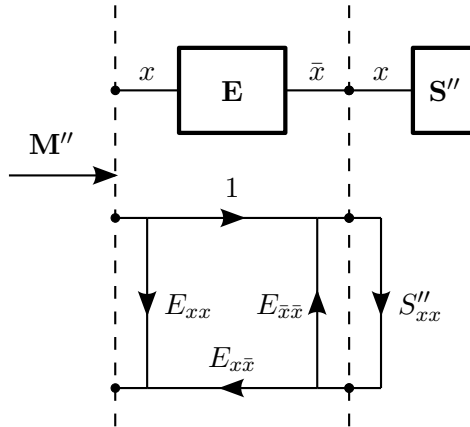 x E x̄ x S″
M″
1
E_{xx} E_{x̄x̄} S″_{xx}
E_{xx̄}